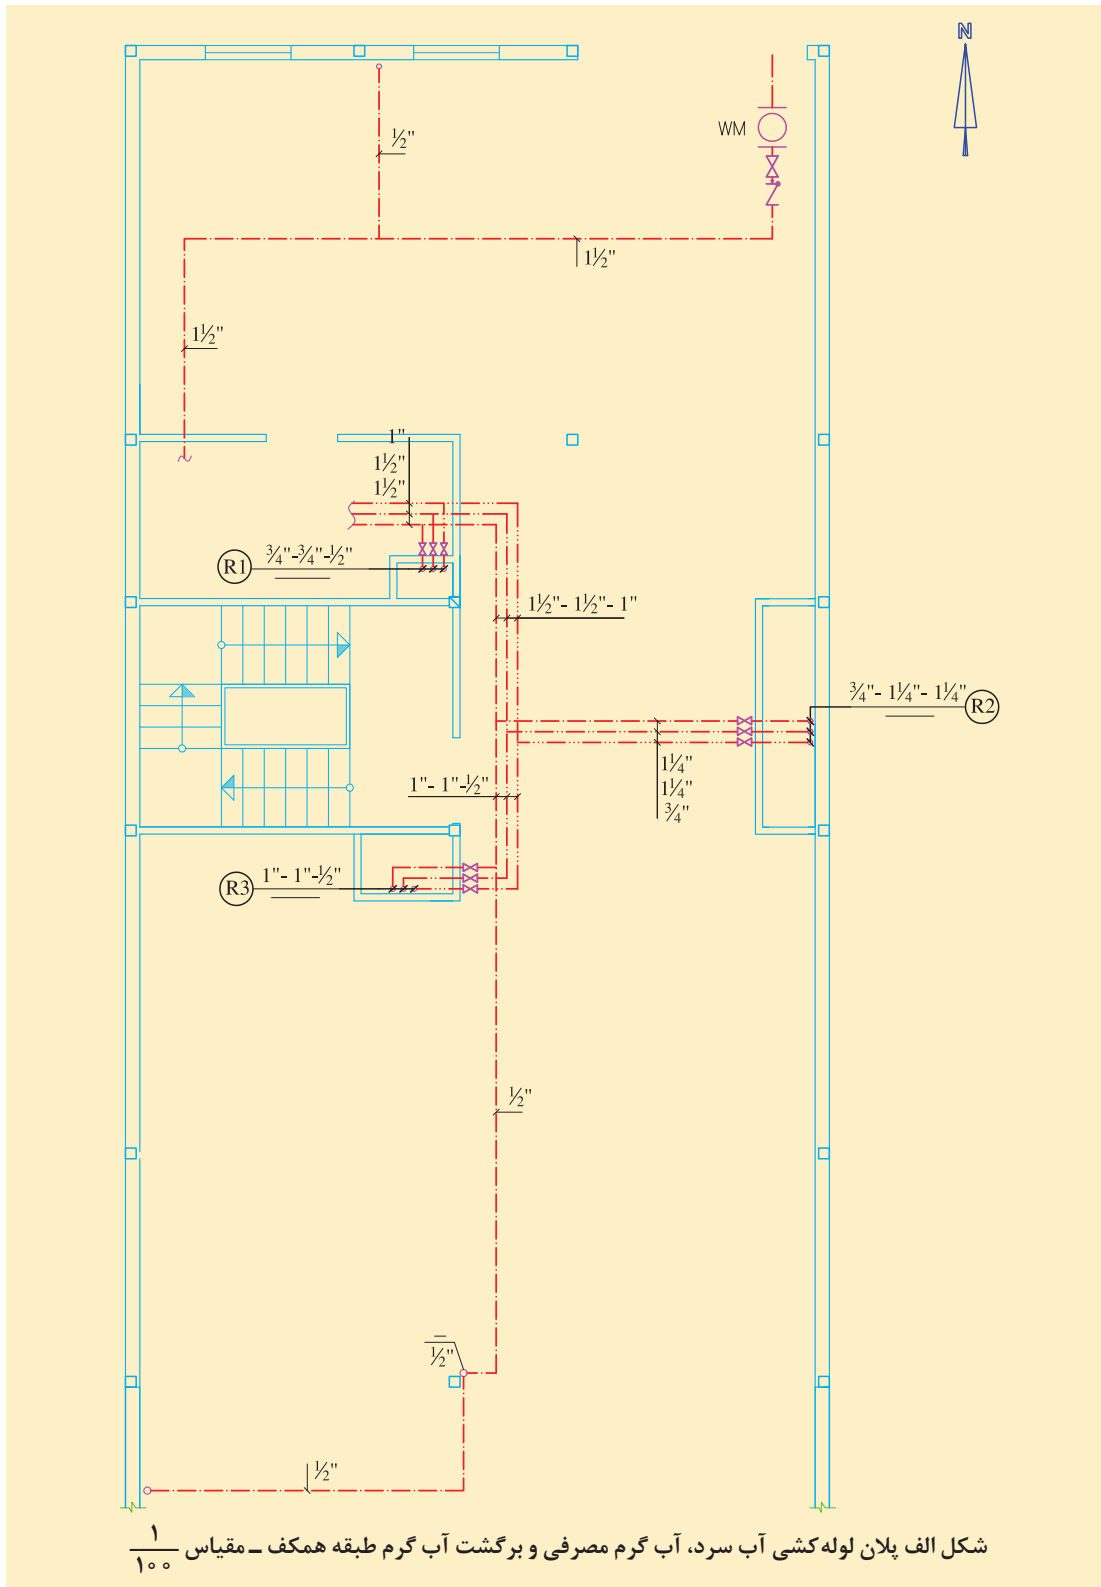 N
WM
½"
1½"
1½"
1"
1½"
1½"
R1 ¾"-¾"-½"
1½"- 1½"- 1"
¾"- 1¼"- 1¼" R2
1¼"
1¼"
¾"
1"- 1"-½"
R3 1"- 1"-½"
½"
–
½"
½"
شکل الف پلان لوله‌کشی آب سرد، آب گرم مصرفی و برگشت آب گرم طبقه همکف ــ مقیاس ۱/۱۰۰